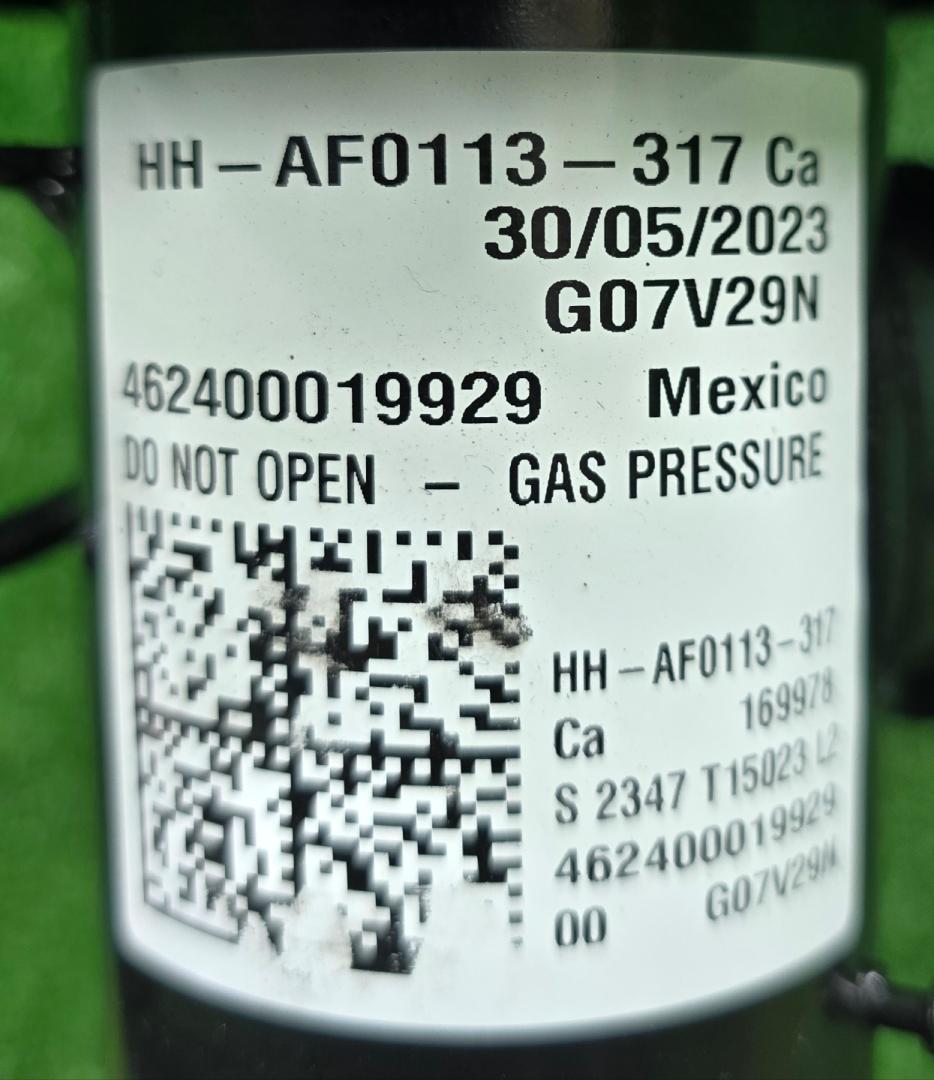 HH-AF0113-317 Ca
30/05/2023
G07V29N
462400019929 Mexico
DO NOT OPEN - GAS PRESSURE
HH-AF0113-317
Ca 169978
S 2347 T15023 L2
462400019929
00 G07V29N